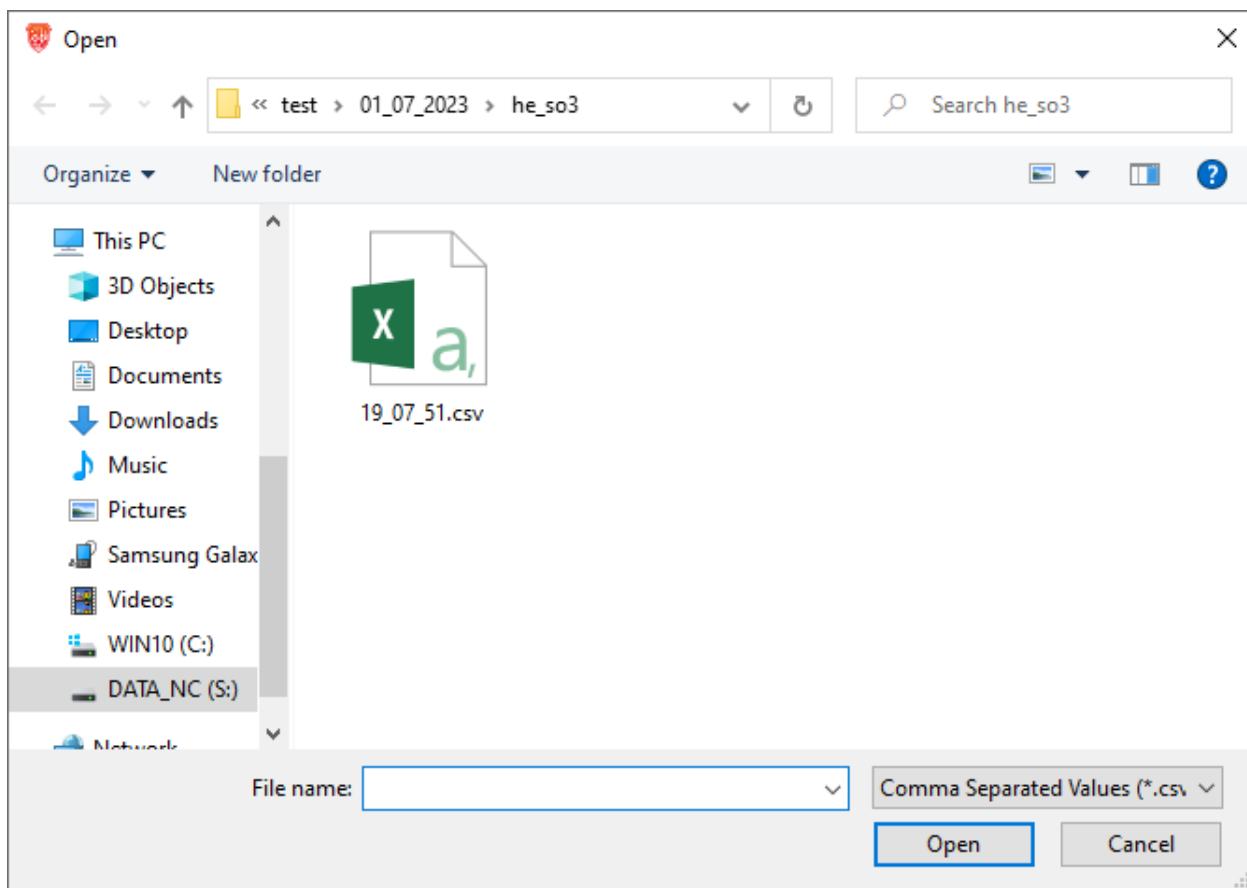 Open
« test › 01_07_2023 › he_so3
Search he_so3
Organize
New folder
This PC
3D Objects
Desktop
Documents
Downloads
Music
Pictures
Samsung Galax
Videos
WIN10 (C:)
DATA_NC (S:)
Network
19_07_51.csv
File name:
Comma Separated Values (*.csv
Open
Cancel